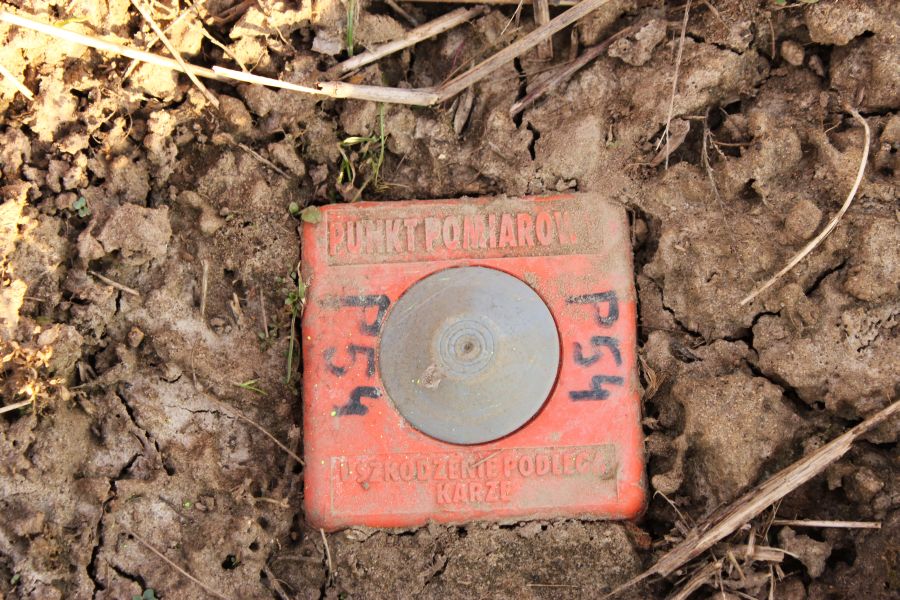 PUNKT POMIAROWY
P54
P54
USZKODZENIE PODLEGA
KARZE